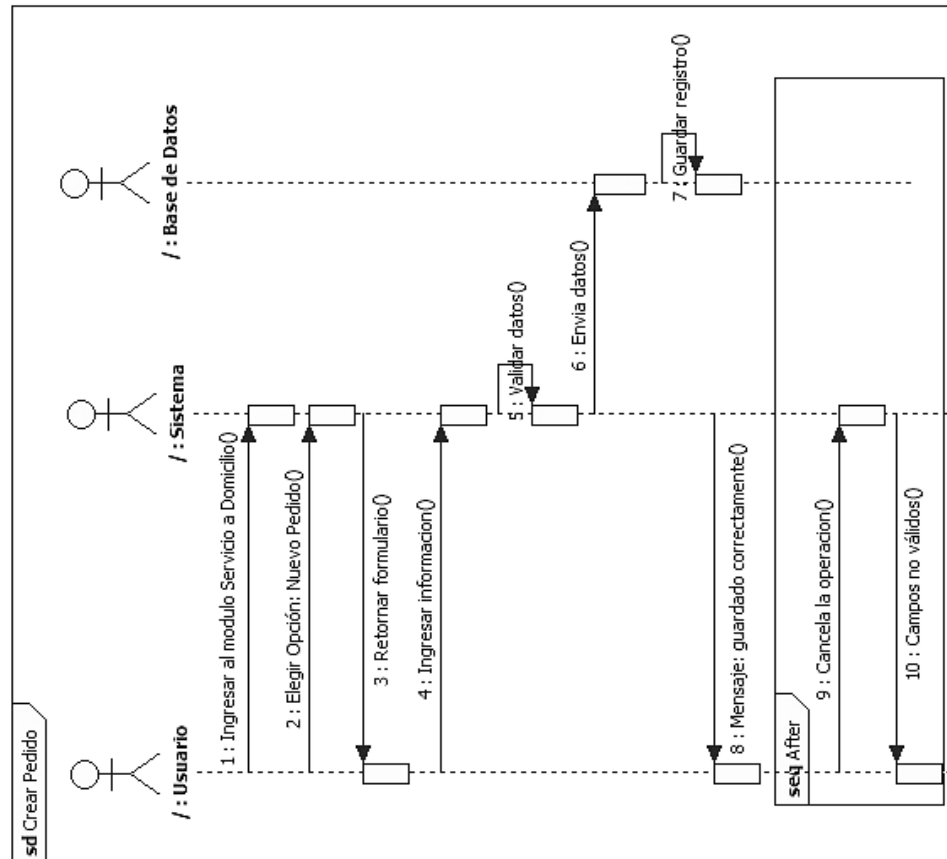 sd Crear Pedido
/ : Usuario
/ : Sistema
/ : Base de Datos
1 : Ingresar al modulo Servicio a Domicilio()
2 : Elegir Opción: Nuevo Pedido()
3 : Retornar formulario()
4 : Ingresar informacion()
5 : Validar datos()
6 : Envia datos()
7 : Guardar registro()
8 : Mensaje: guardado correctamente()
seq After
9 : Cancela la operacion()
10 : Campos no válidos()